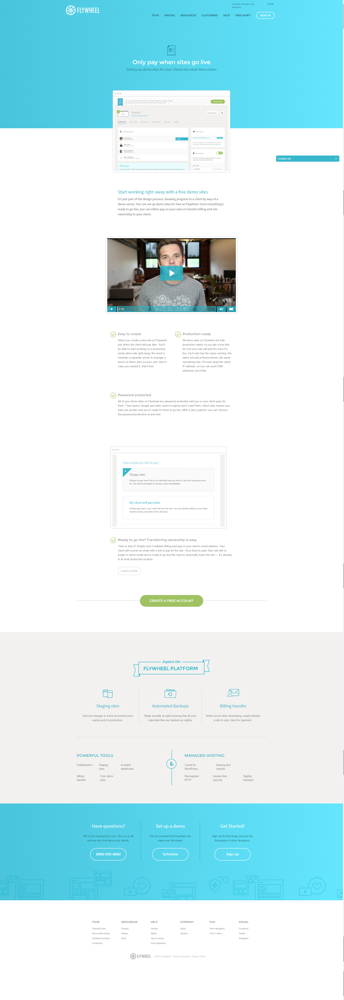 Call (888) 928-8882 with
questions!
LOGIN
FLYWHEEL
TOUR PRICING RESOURCES CUSTOMERS HELP FREE SHIRT! SIGN UP
Only pay when sites go live
Setting up demo sites for your clients has never been easier
This site is password protected. To remove it, please complete billing.
Complete Billing
Flywheel
WordPress Login
OVERVIEW ADD-ONS BACKUPS ADVANCED BILLING ADMIN
Collaborators
Domains
OWNER
Password
SFTP Access
Username
flywheel
Contact us!
Start working right away with a free demo sites
It's just part of the design process: showing progress to a client by way of a
demo server. You can set up demo sites for free on Flywheel. Once everything's
ready to go live, you can either pay on your own or transfer billing and site
ownership to your client.
1:12
Easy to create
When you create a new site on Flywheel,
just select My client will pay later. You'll
be able to start working on a production-
ready demo site right away. No need to
maintain a separate server to manage a
bunch of demo sites on your own. And in
case you missed it, that's free.
Production ready
All demo sites on Flywheel are fully
production-ready, so you get a true feel
for how your site will perform once it's
live. Each site has the same caching, the
same security enhancements, the same
everything else. It'll even keep the same
IP address, so you can point DNS
whenever you'd like.
Password protected
All of your demo sites on Flywheel are password protected until you or your client pays for
them. That means Google and other search engines don't crawl them, which also means your
sites are private until you're ready for them to go live. After a site's paid for, you can remove
the password protection at any time.
How would you like to pay?
I'll pay now
Choose to pay now if this is an individual site you wish to own the hosting account
for. You will be prompted to choose a plan immediately.
My client will pay later
Choose pay later if your client will own the site. You can transfer billing to your client
anytime during your demo site's life span.
Ready to go live? Transferring ownership is easy
Time to ship it? Simply click Complete Billing and type in your client's email address. Your
client will receive an email with a link to pay for the site. Once they've paid, their site will no
longer in demo mode and is ready to go live! No need to physically move the site — it's already
in its final production location.
LEARN MORE
CREATE A FREE ACCOUNT
Explore the
FLYWHEEL PLATFORM
Staging sites
Test out changes in a test enviroment and
easily push to production.
Automated Backups
Sleep soundly at night knowing that all your
important files are backed up nightly.
Billing transfer
When you're done developing, easily transfer
a site to your client for payment.
POWERFUL TOOLS
Collaboration
Staging
sites
A simple
dashboard
Billing
transfer
Free demo
sites
&
MANAGED HOSTING
Tuned for
WordPress
Blazing fast
speeds
Reimagined
SFTP
Hacker-free
security
Nightly
backups
Have questions?
We'd love hearing from you. Give us a call
and we can chat about your needs.
(888) 928-8882
Set up a demo
See for yourself how Flywheel can
make your life easier.
Schedule
Get Started!
Sign up for free today and join the
thousands of other designers.
Sign up
TOUR
Powerful tools
Rock-solid hosting
Enterprise hosting
Customers
RESOURCES
Ebooks
Videos
Blog
HELP
Articles
Status
Open a ticket
Free migrations
COMPANY
About
Careers
FUN
We ♥ designers
Free T-shirts
SOCIAL
Facebook
Twitter
Instagram
FLYWHEEL © 2014 Flywheel • Terms of Services • Privacy Policy